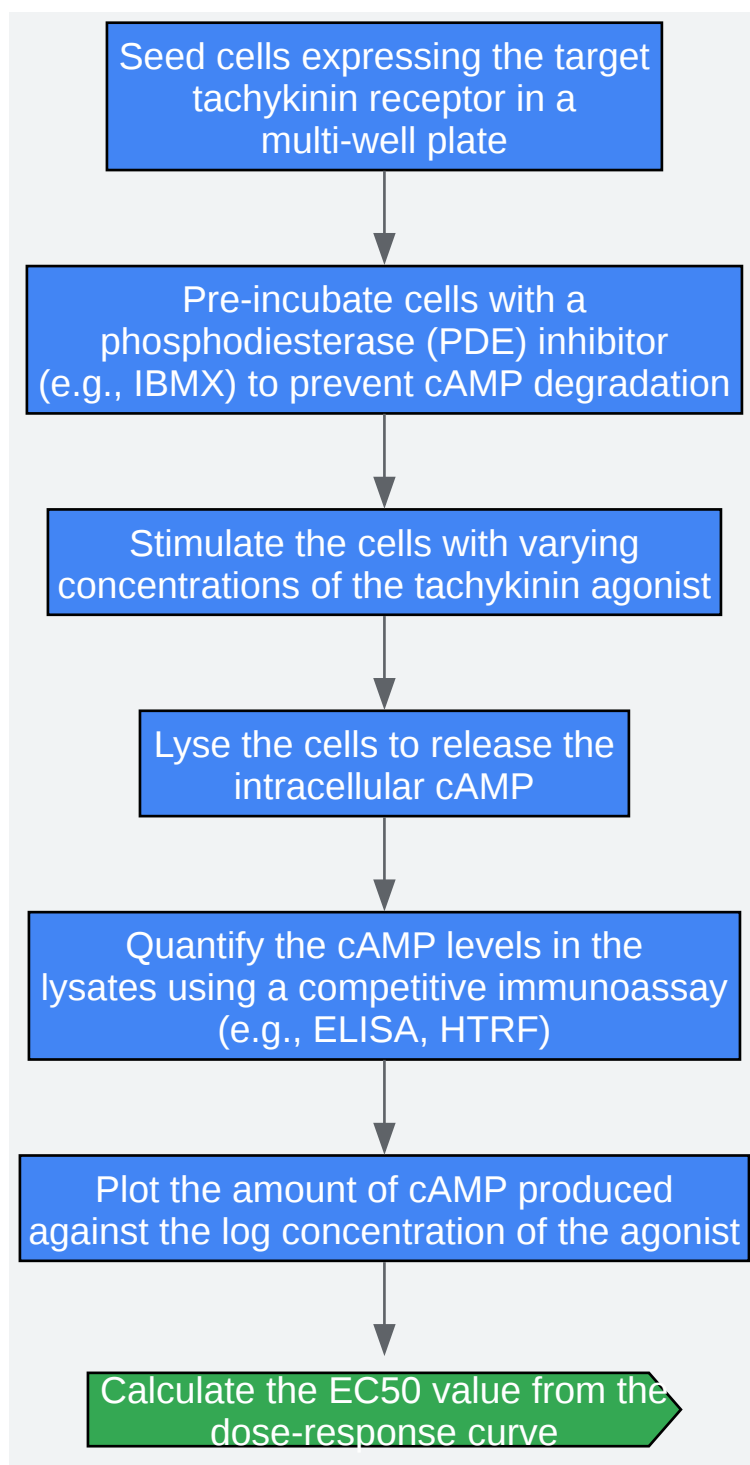 Seed cells expressing the target
tachykinin receptor in a
multi-well plate
Pre-incubate cells with a
phosphodiesterase (PDE) inhibitor
(e.g., IBMX) to prevent cAMP degradation
Stimulate the cells with varying
concentrations of the tachykinin agonist
Lyse the cells to release the
intracellular cAMP
Quantify the cAMP levels in the
lysates using a competitive immunoassay
(e.g., ELISA, HTRF)
Plot the amount of cAMP produced
against the log concentration of the agonist
Calculate the EC50 value from the
dose-response curve